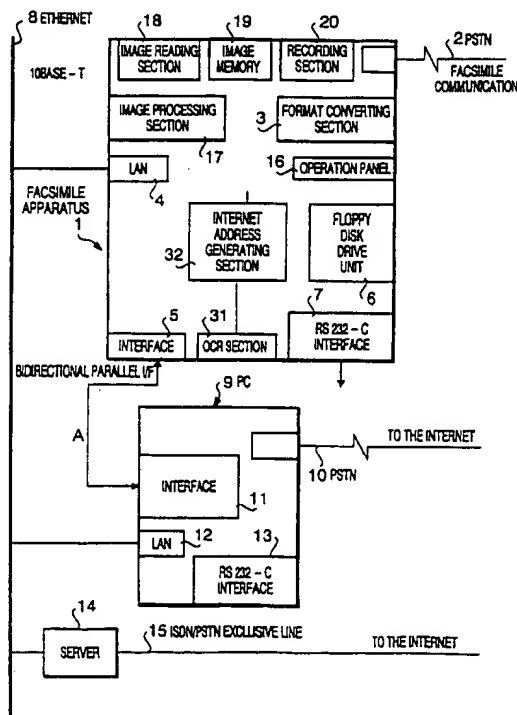 8 ETHERNET
18
19
20
IMAGE READING
SECTION
IMAGE
MEMORY
RECORDING
SECTION
2 PSTN
FACSIMILE
COMMUNICATION
10BASE-T
IMAGE PROCESSING
SECTION
17
3
FORMAT CONVERTING
SECTION
LAN
4
16
OPERATION PANEL
FACSIMILE
APPARATUS
1
INTERNET
ADDRESS
GENERATING
SECTION
32
FLOPPY
DISK
DRIVE
UNIT
6
5
31
7
INTERFACE
OCR SECTION
RS 232-C
INTERFACE
BIDIRECTIONAL PARALLEL I/F
9 PC
A
TO THE INTERNET
10 PSTN
INTERFACE
11
LAN
12
13
RS 232-C
INTERFACE
14
SERVER
15 ISDN/PSTN EXCLUSIVE LINE
TO THE INTERNET